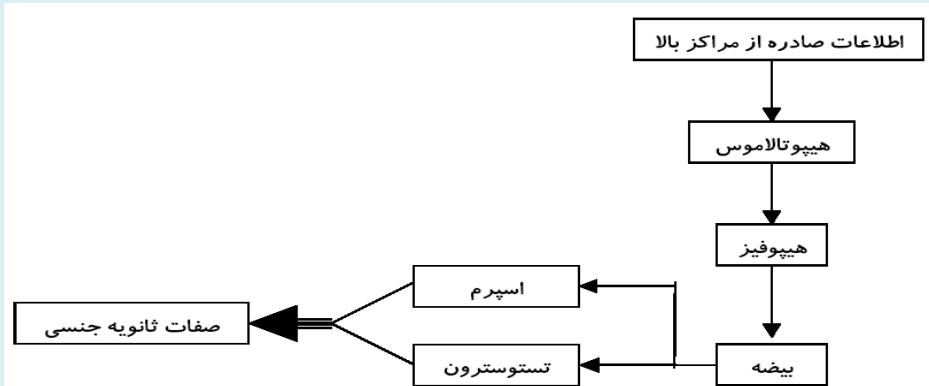 اطلاعات صادره از مراکز بالا
هیپوتالاموس
هیپوفیز
اسپرم
صفات ثانویه جنسی
تستوسترون
بیضه